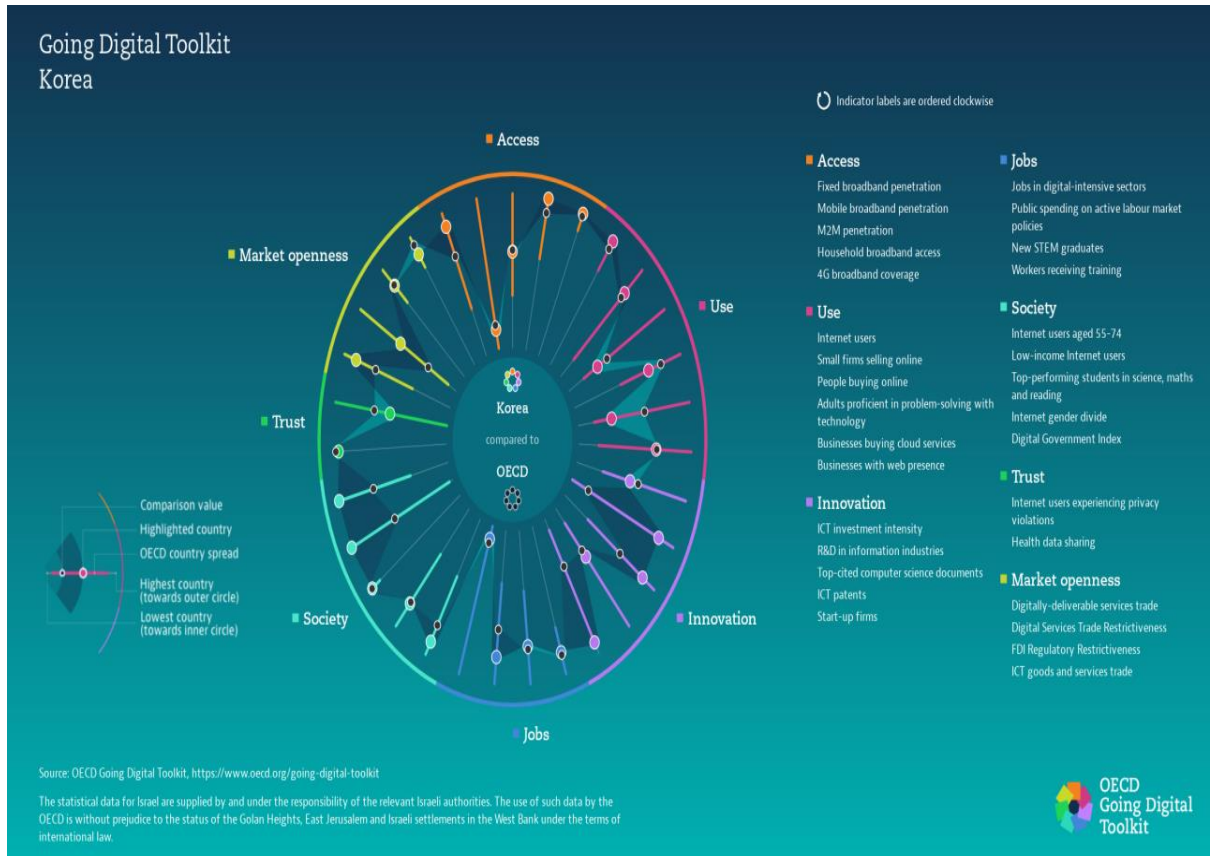 Going Digital Toolkit
Korea
Indicator labels are ordered clockwise
Access
Market openness
Use
Trust
Society
Innovation
Jobs
Korea
compared to
OECD
Comparison value
Highlighted country
OECD country spread
Highest country
(towards outer circle)
Lowest country
(towards inner circle)
Access
Fixed broadband penetration
Mobile broadband penetration
M2M penetration
Household broadband access
4G broadband coverage
Use
Internet users
Small firms selling online
People buying online
Adults proficient in problem-solving with
technology
Businesses buying cloud services
Businesses with web presence
Innovation
ICT investment intensity
R&D in information industries
Top-cited computer science documents
ICT patents
Start-up firms
Jobs
Jobs in digital-intensive sectors
Public spending on active labour market
policies
New STEM graduates
Workers receiving training
Society
Internet users aged 55-74
Low-income Internet users
Top-performing students in science, maths
and reading
Internet gender divide
Digital Government Index
Trust
Internet users experiencing privacy
violations
Health data sharing
Market openness
Digitally-deliverable services trade
Digital Services Trade Restrictiveness
FDI Regulatory Restrictiveness
ICT goods and services trade
Source: OECD Going Digital Toolkit, https://www.oecd.org/going-digital-toolkit
The statistical data for Israel are supplied by and under the responsibility of the relevant Israeli authorities. The use of such data by the
OECD is without prejudice to the status of the Golan Heights, East Jerusalem and Israeli settlements in the West Bank under the terms of
international law.
OECD
Going Digital
Toolkit